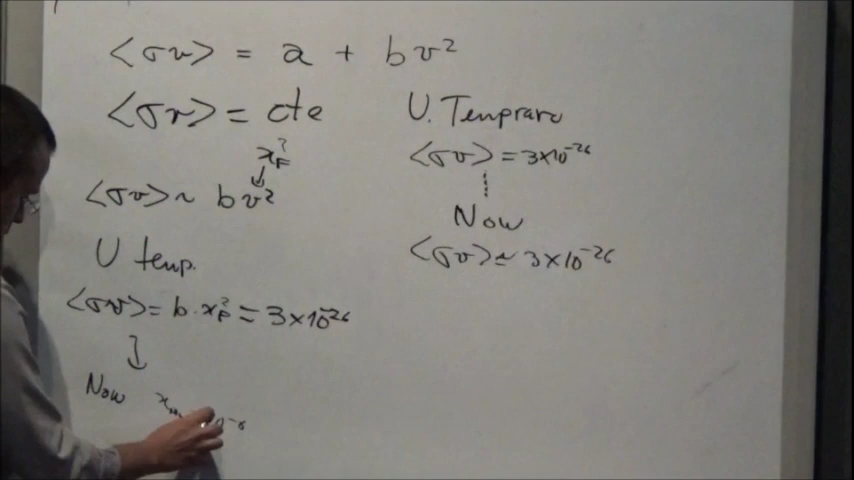 <σv> = a + bv²
<σv> = cte
x_F²
↓
<σv> ~ bv²
U temp.
<σv> = b·x_F² ≈ 3×10⁻²⁶
↓
Now
U. Temprano
<σv> = 3×10⁻²⁶
Now
<σv> ~ 3×10⁻²⁶